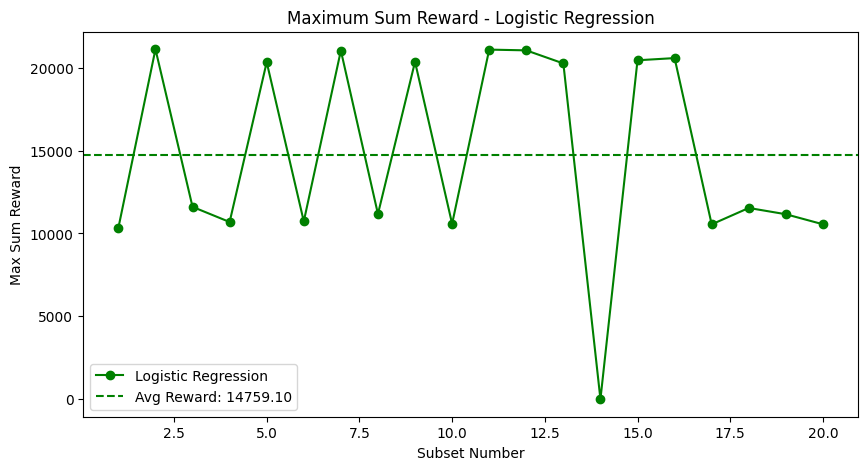 Maximum Sum Reward - Logistic Regression
Max Sum Reward
20000
15000
10000
5000
0
Logistic Regression
Avg Reward: 14759.10
2.5 5.0 7.5 10.0 12.5 15.0 17.5 20.0
Subset Number